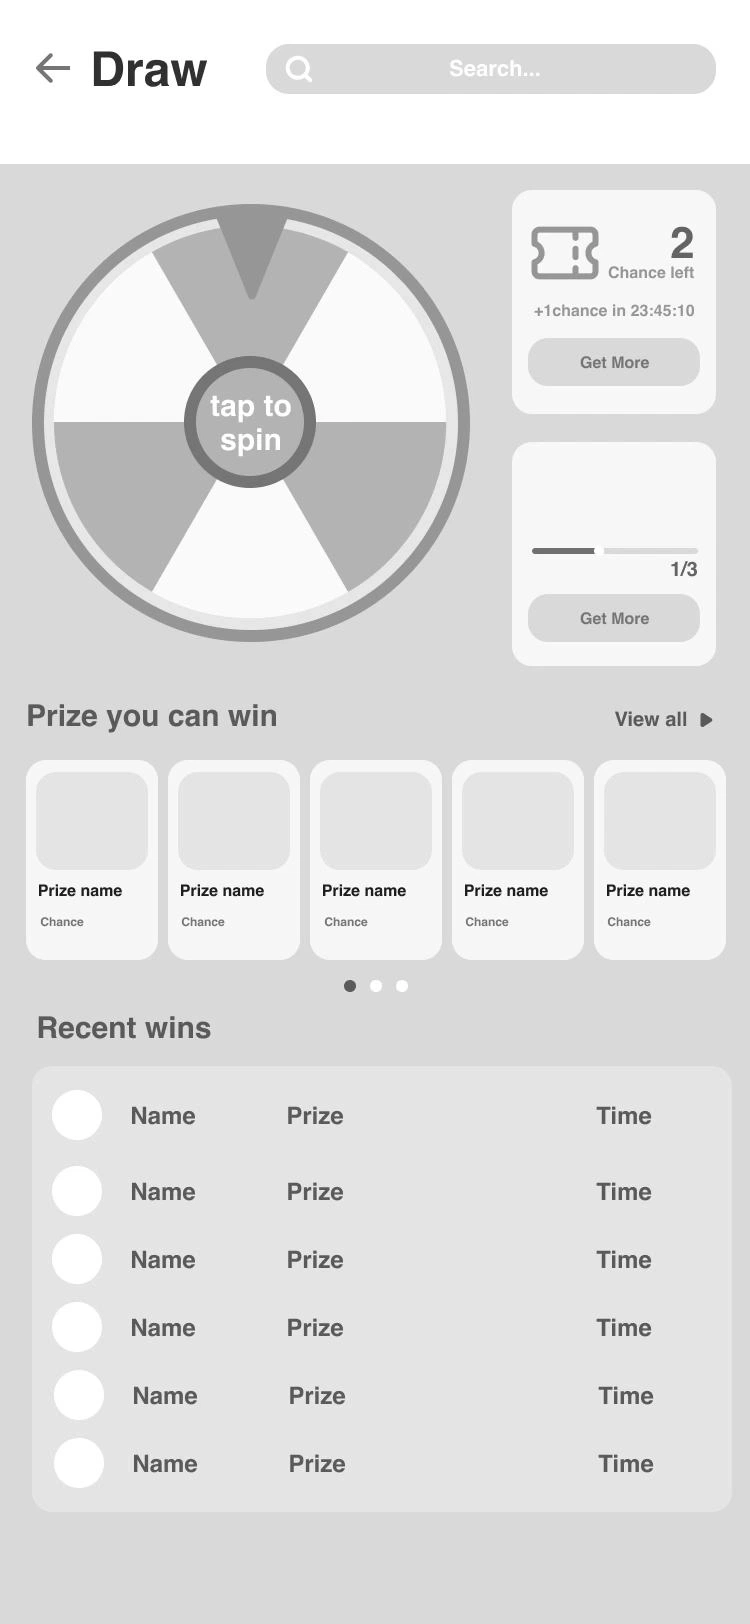 Draw
Search...
tap to
spin
2
Chance left
+1chance in 23:45:10
Get More
1/3
Get More
Prize you can win
View all
Prize name Prize name Prize name Prize name Prize name
Chance Chance Chance Chance Chance
Recent wins
Name Prize Time
Name Prize Time
Name Prize Time
Name Prize Time
Name Prize Time
Name Prize Time